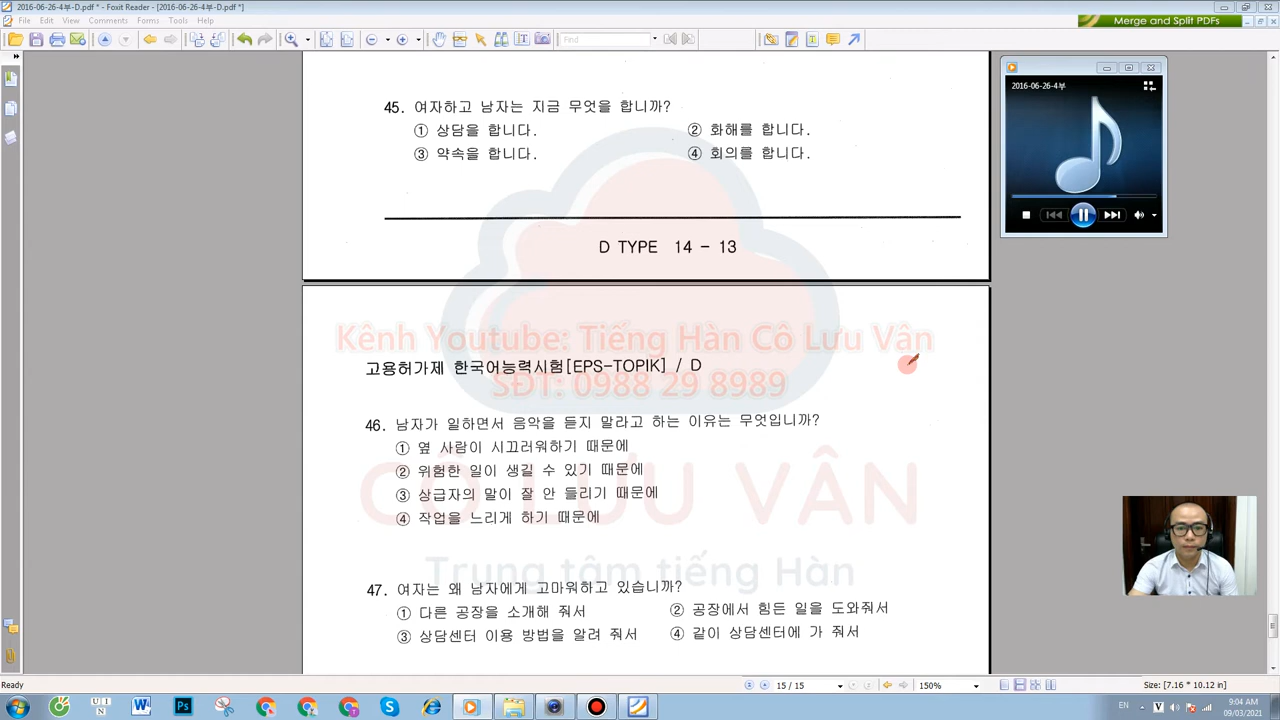 2016-06-26-4부-D.pdf * - Foxit Reader - [2016-06-26-4부-D.pdf *]
File Edit View Comments Forms Tools Help
Merge and Split PDFs
Find
45. 여자하고 남자는 지금 무엇을 합니까?
① 상담을 합니다. ② 화해를 합니다.
③ 약속을 합니다. ④ 회의를 합니다.
D TYPE 14 - 13
2016-06-26-4부
Kênh Youtube: Tiếng Hàn Cô Lưu Vân
고용허가제 한국어능력시험[EPS-TOPIK] / D
SĐT: 0988 29 8989
46. 남자가 일하면서 음악을 듣지 말라고 하는 이유는 무엇입니까?
① 옆 사람이 시끄러워하기 때문에
② 위험한 일이 생길 수 있기 때문에
③ 상급자의 말이 잘 안 들리기 때문에
④ 작업을 느리게 하기 때문에
CÔ LƯU VÂN
Trung tâm tiếng Hàn
47. 여자는 왜 남자에게 고마워하고 있습니까?
① 다른 공장을 소개해 줘서 ② 공장에서 힘든 일을 도와줘서
③ 상담센터 이용 방법을 알려 줘서 ④ 같이 상담센터에 가 줘서
Ready
15 / 15
150%
Size: [7.16 * 10.12 in]
EN
9:04 AM
09/03/2021